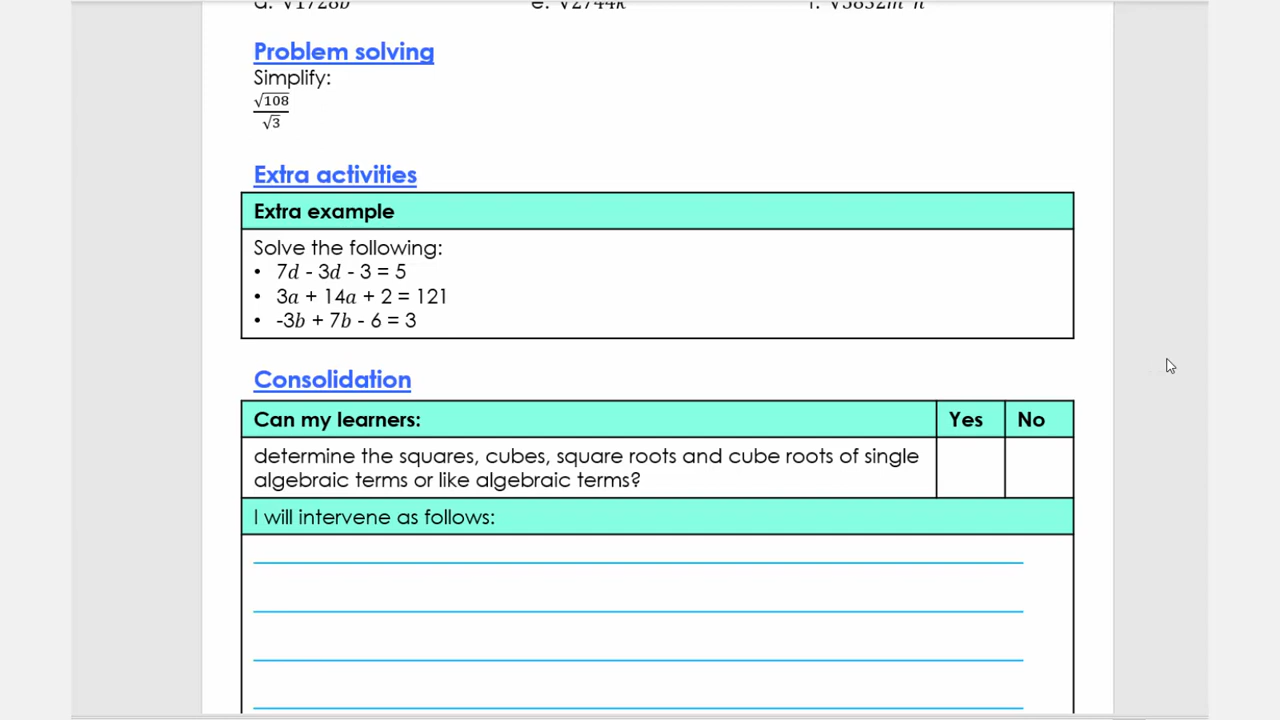 Problem solving
Simplify:
√108
√3
Extra activities
Extra example
Solve the following:
• 7d - 3d - 3 = 5
• 3a + 14a + 2 = 121
• -3b + 7b - 6 = 3
Consolidation
Can my learners: Yes No
determine the squares, cubes, square roots and cube roots of single
algebraic terms or like algebraic terms?
I will intervene as follows: